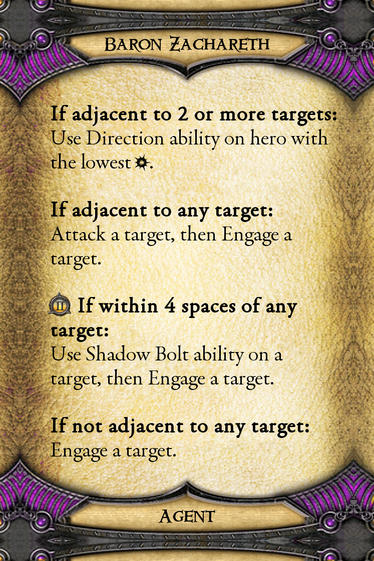 Baron Zachareth
If adjacent to 2 or more targets:
Use Direction ability on hero with
the lowest.
If adjacent to any target:
Attack a target, then Engage a
target.
II If within 4 spaces of any
target:
Use Shadow Bolt ability on a
target, then Engage a target.
If not adjacent to any target:
Engage a target.
Agent